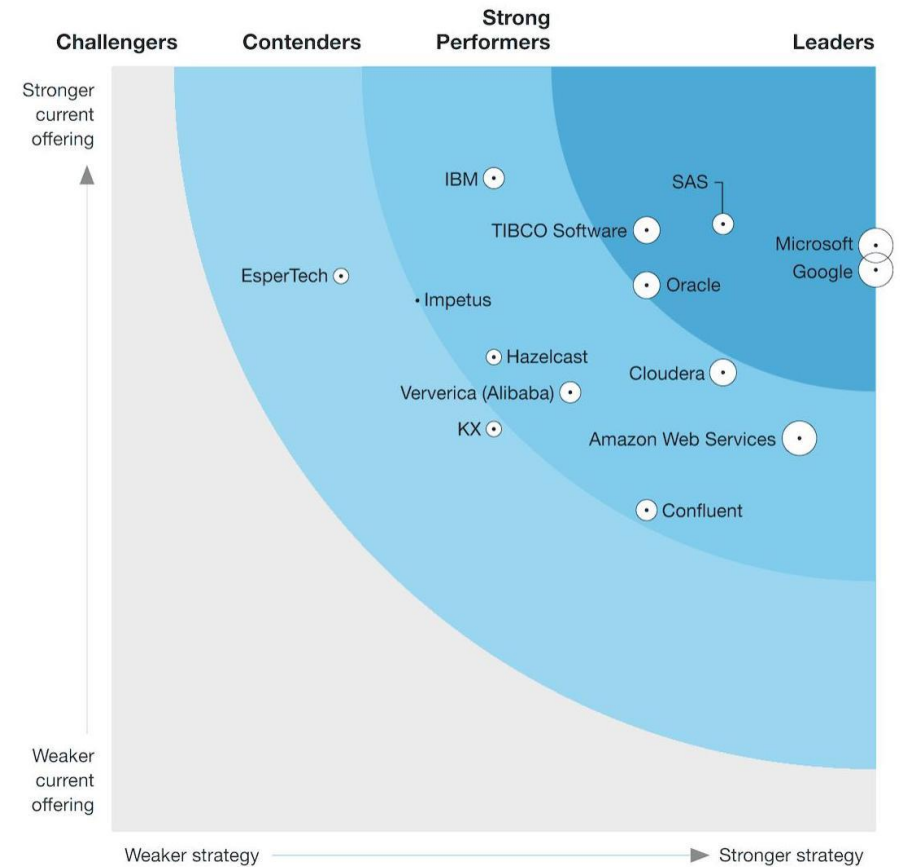 Challengers
Contenders
Strong
Performers
Leaders
Stronger
current
offering
IBM
SAS
TIBCO Software
Microsoft
Google
EsperTech
Oracle
Impetus
Hazelcast
Cloudera
Ververica (Alibaba)
KX
Amazon Web Services
Confluent
Weaker
current
offering
Weaker strategy
Stronger strategy